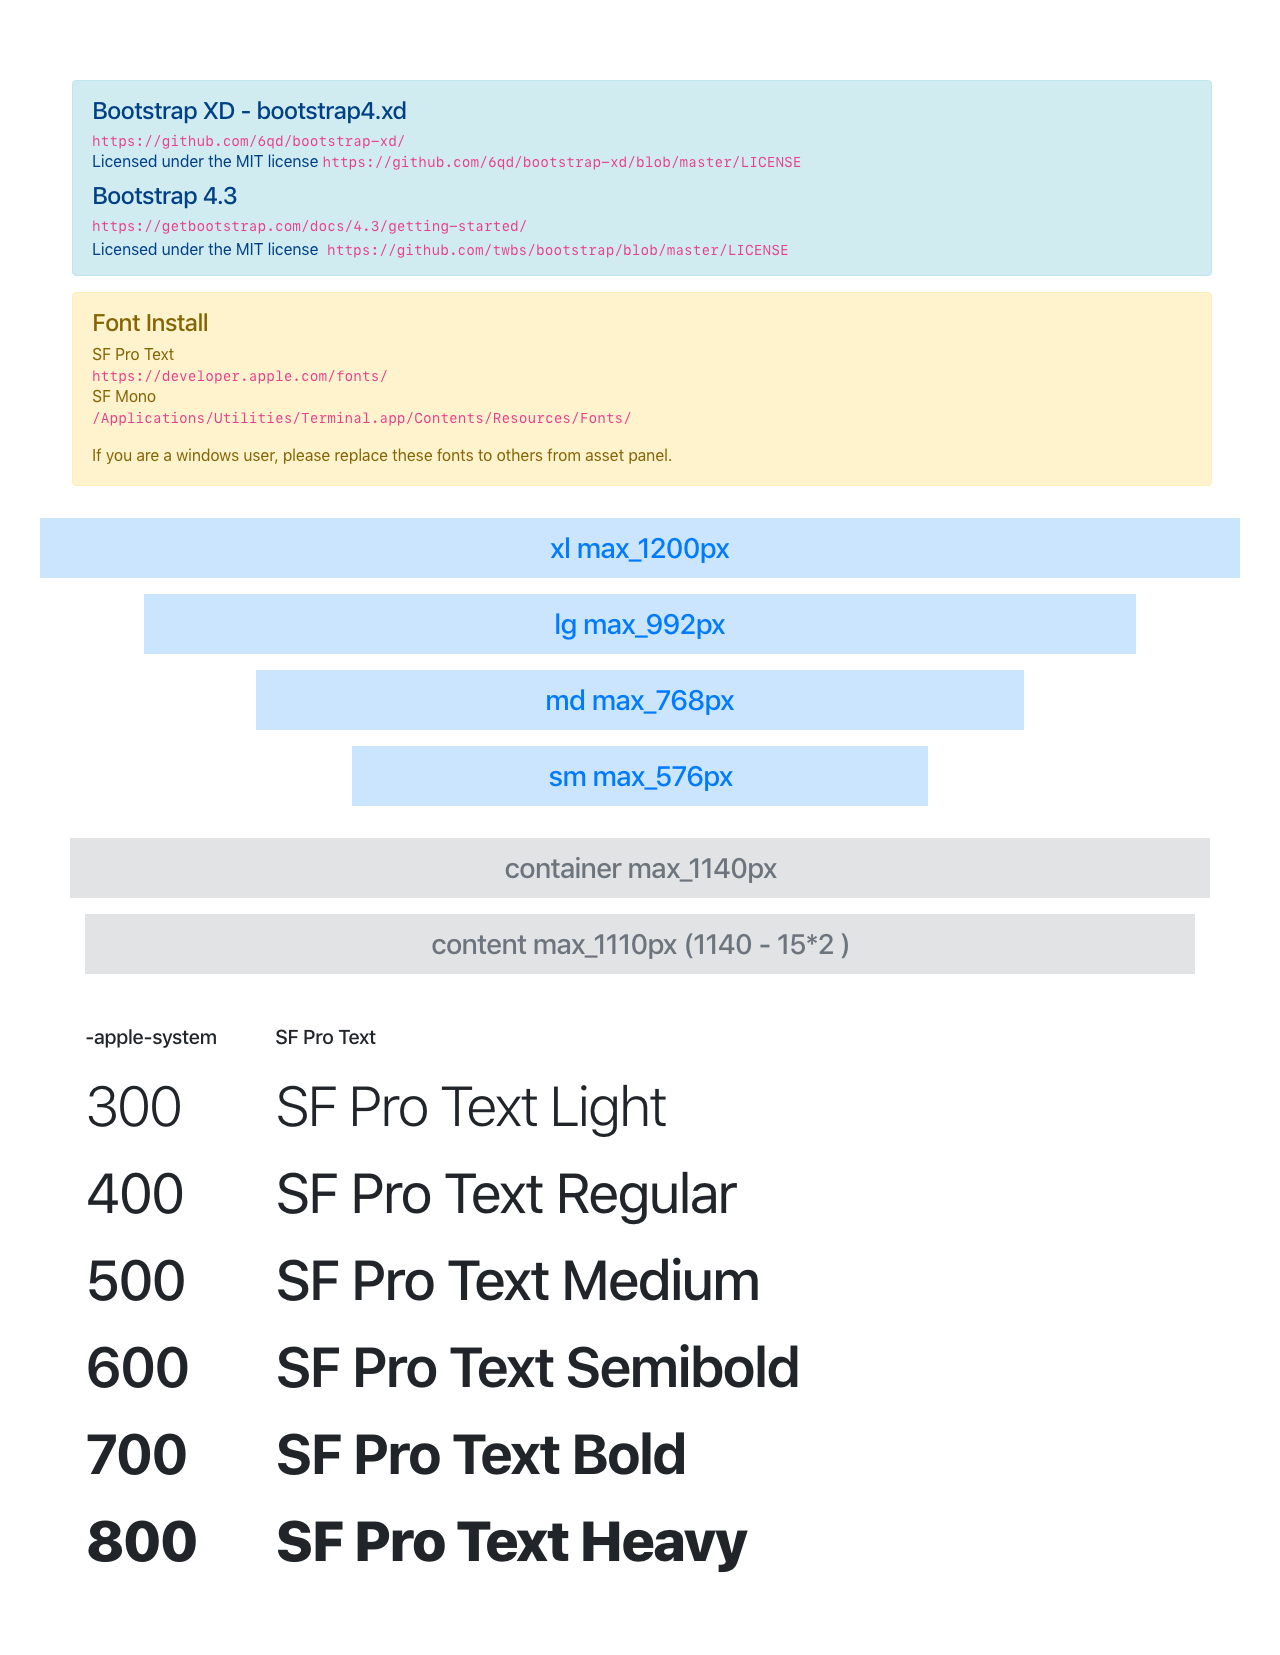 Bootstrap XD - bootstrap4.xd
https://github.com/6qd/bootstrap-xd/
Licensed under the MIT license https://github.com/6qd/bootstrap-xd/blob/master/LICENSE
Bootstrap 4.3
https://getbootstrap.com/docs/4.3/getting-started/
Licensed under the MIT license https://github.com/twbs/bootstrap/blob/master/LICENSE
Font Install
SF Pro Text
https://developer.apple.com/fonts/
SF Mono
/Applications/Utilities/Terminal.app/Contents/Resources/Fonts/
If you are a windows user, please replace these fonts to others from asset panel.
xl max_1200px
lg max_992px
md max_768px
sm max_576px
container max_1140px
content max_1110px (1140 - 15*2 )
-apple-system SF Pro Text
300 SF Pro Text Light
400 SF Pro Text Regular
500 SF Pro Text Medium
600 SF Pro Text Semibold
700 SF Pro Text Bold
800 SF Pro Text Heavy